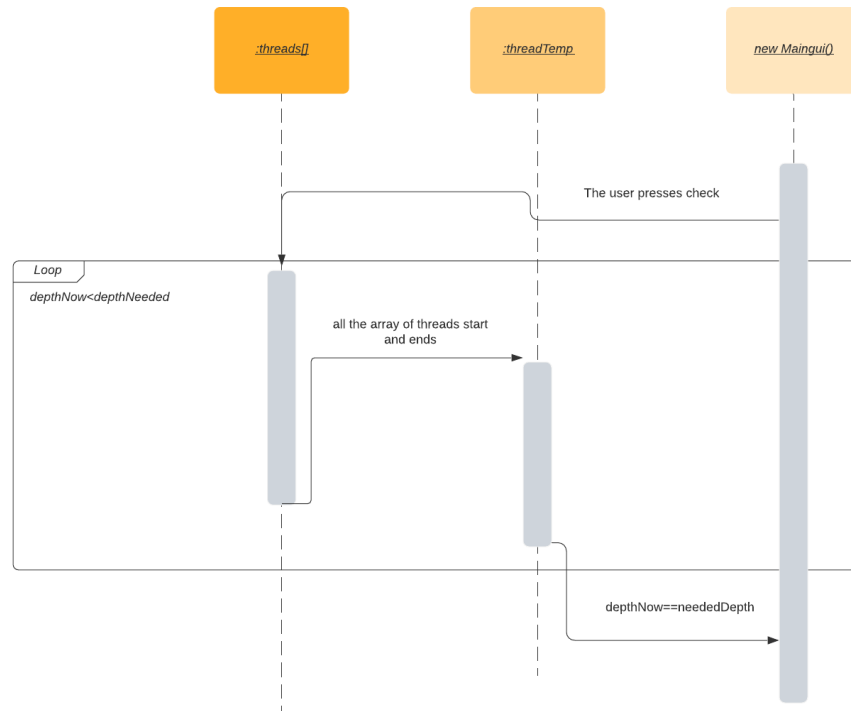 :threads[]
:threadTemp
new Maingui()
The user presses check
Loop
depthNow<depthNeeded
all the array of threads start
and ends
depthNow==neededDepth